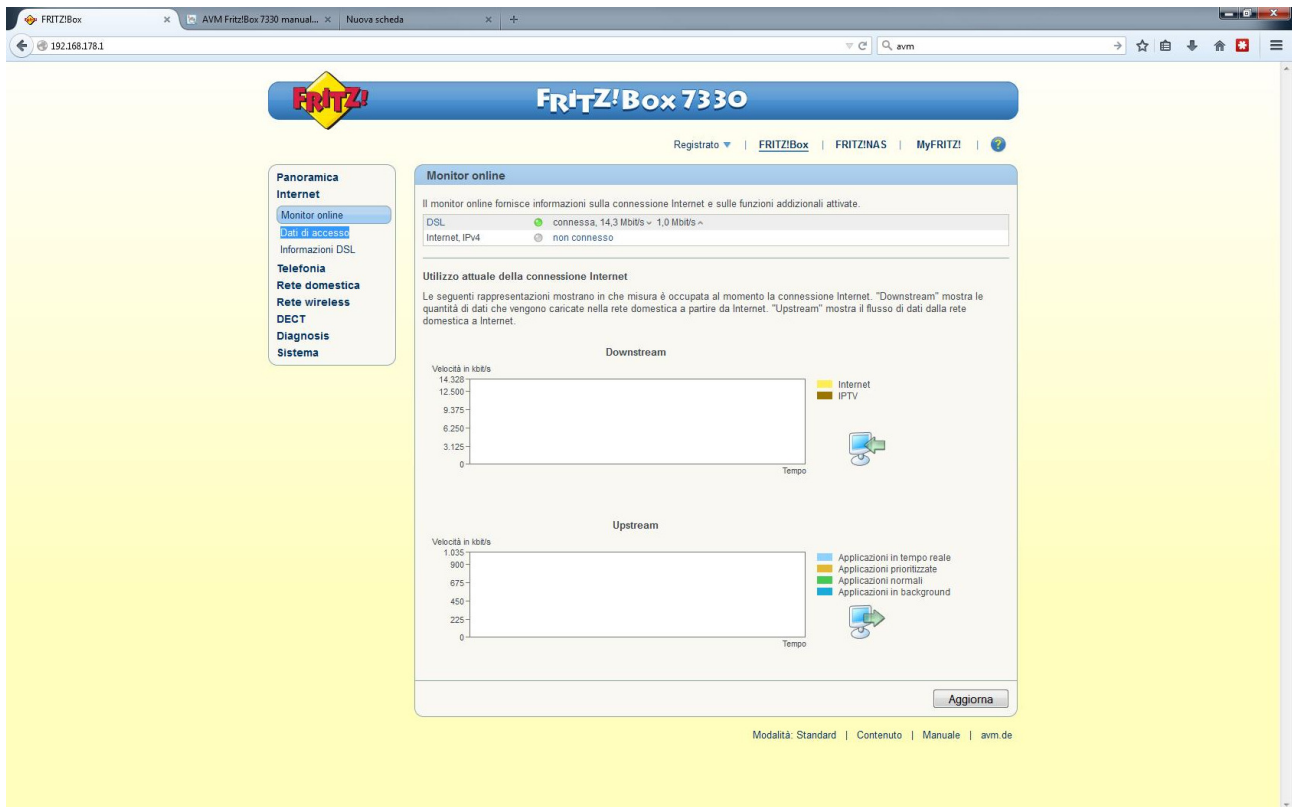 FRITZ!Box
AVM Fritz!Box 7330 manual...
Nuova scheda
192.168.178.1
avm
FRITZ!
FRITZ!Box 7330
Registrato | FRITZ!Box | FRITZ!NAS | MyFRITZ! | ?
Panoramica
Internet
Monitor online
Dati di accesso
Informazioni DSL
Telefonia
Rete domestica
Rete wireless
DECT
Diagnosis
Sistema
Monitor online
Il monitor online fornisce informazioni sulla connessione Internet e sulle funzioni addizionali attivate.
DSL connessa, 14,3 Mbit/s 1,0 Mbit/s
Internet, IPv4 non connesso
Utilizzo attuale della connessione Internet
Le seguenti rappresentazioni mostrano in che misura è occupata al momento la connessione Internet. "Downstream" mostra le
quantità di dati che vengono caricate nella rete domestica a partire da Internet. "Upstream" mostra il flusso di dati dalla rete
domestica a Internet.
Downstream
Velocità in kbit/s
14.328
12.500
9.375
6.250
3.125
0
Tempo
Internet
IPTV
Upstream
Velocità in kbit/s
1.035
900
675
450
225
0
Tempo
Applicazioni in tempo reale
Applicazioni prioritizzate
Applicazioni normali
Applicazioni in background
Aggiorna
Modalità: Standard | Contenuto | Manuale | avm.de